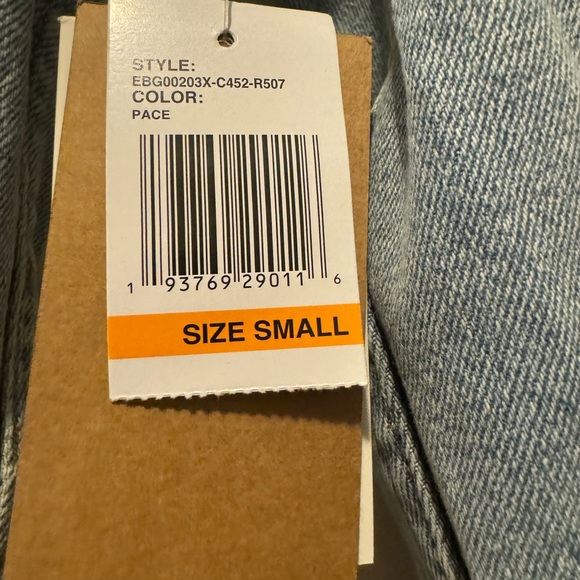 STYLE:
EBG00203X-C452-R507
COLOR:
PACE
1 93769 29011 6
SIZE SMALL